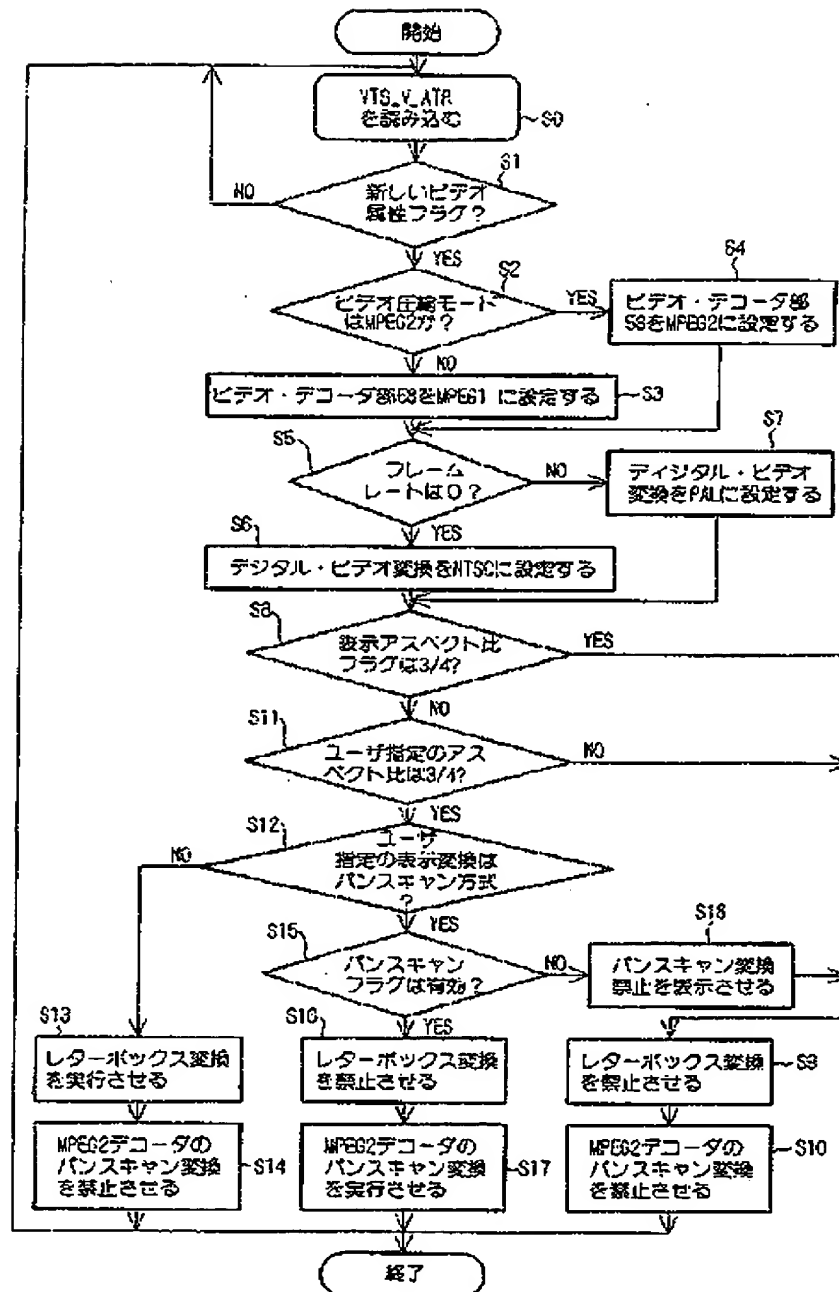 開始
VTS_V_ATR
を読み込む
S0
S1
新しいビデオ
属性フラグ?
NO
YES
S2
ビデオ圧縮モード
はMPEG2か?
YES
S4
ビデオ・デコーダ部
58をMPEG2に設定する
NO
ビデオ・デコーダ部58をMPEG1 に設定する
S3
S5
フレーム
レートは0?
NO
S7
ディジタル・ビデオ
変換をPALに設定する
YES
S6
デジタル・ビデオ変換をNTSCに設定する
S8
表示アスペクト比
フラグは3/4?
YES
NO
S11
ユーザ指定のアス
ペクト比は3/4?
NO
YES
S12
ユーザ
指定の表示変換は
パンスキャン方式
?
NO
YES
S15
パンスキャン
フラグは有効?
NO
S18
パンスキャン変換
禁止を表示させる
YES
S13
レターボックス変換
を実行させる
S16
レターボックス変換
を禁止させる
レターボックス変換
を禁止させる
S9
MPEG2デコーダの
パンスキャン変換
を禁止させる
S14
MPEG2デコーダの
パンスキャン変換
を実行させる
S17
MPEG2デコーダの
パンスキャン変換
を禁止させる
S10
終了